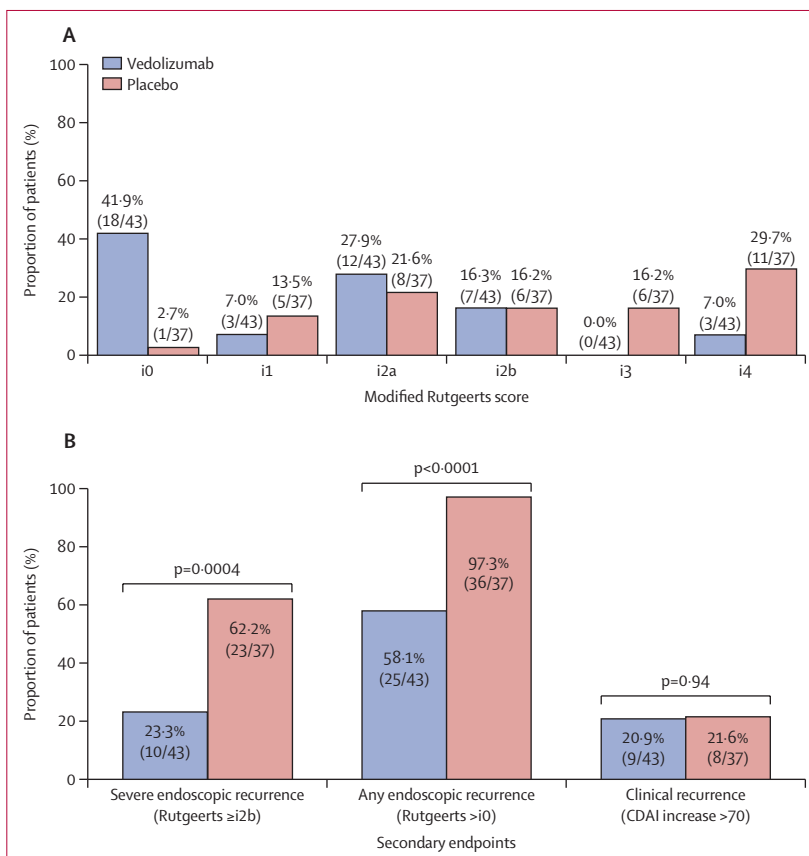 A
Vedolizumab
Placebo
Proportion of patients (%)
100
80
60
40
20
0
41·9%
(18/43)
2·7%
(1/37)
7·0%
(3/43)
13·5%
(5/37)
27·9%
(12/43)
21·6%
(8/37)
16·3%
(7/43)
16·2%
(6/37)
0·0%
(0/43)
16·2%
(6/37)
7·0%
(3/43)
29·7%
(11/37)
i0 i1 i2a i2b i3 i4
Modified Rutgeerts score
B
Proportion of patients (%)
100
80
60
40
20
0
p=0·0004
23·3%
(10/43)
62·2%
(23/37)
p<0·0001
58·1%
(25/43)
97·3%
(36/37)
p=0·94
20·9%
(9/43)
21·6%
(8/37)
Severe endoscopic recurrence
(Rutgeerts ≥i2b)
Any endoscopic recurrence
(Rutgeerts >i0)
Clinical recurrence
(CDAI increase >70)
Secondary endpoints